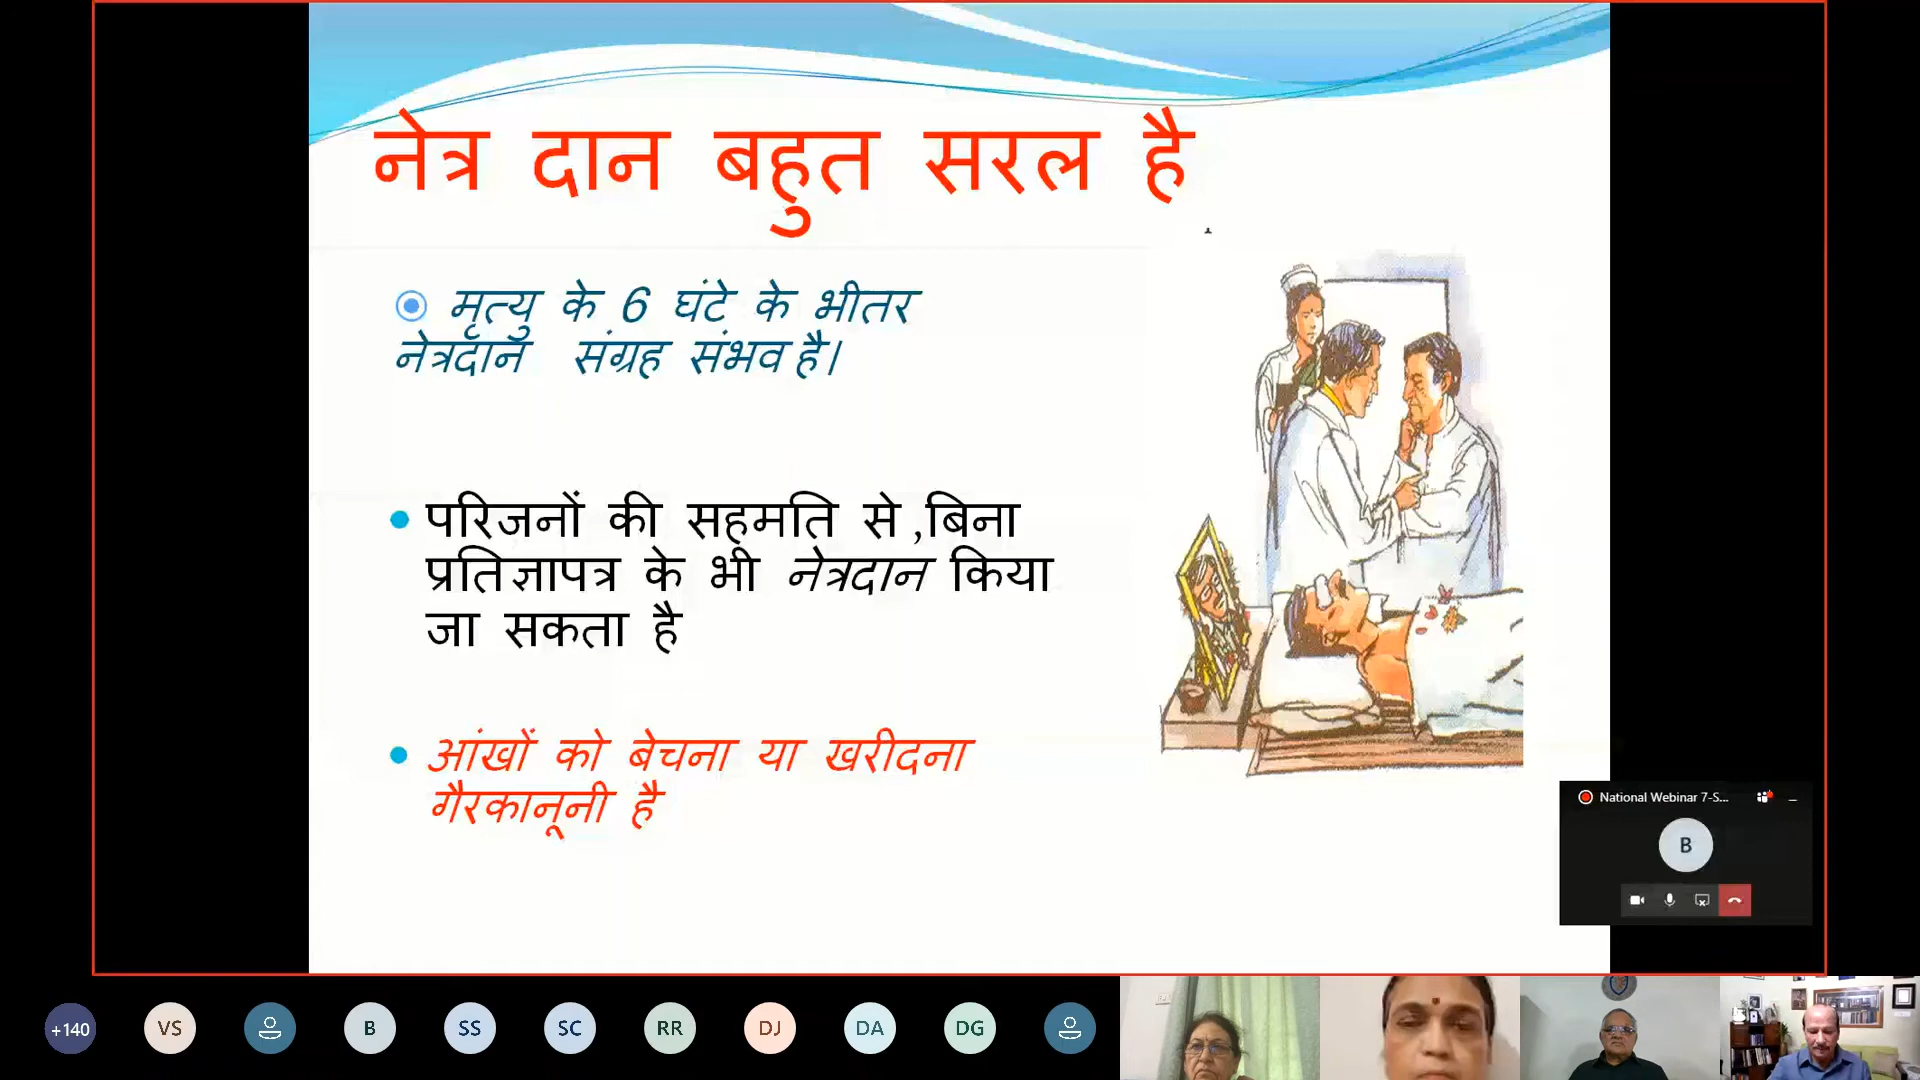 नेत्र दान बहुत सरल है
मृत्यु के 6 घंटे के भीतर
नेत्रदान संग्रह संभव है।
परिजनों की सहमति से ,बिना
प्रतिज्ञापत्र के भी नेत्रदान किया
जा सकता है
आंखों को बेचना या खरीदना
गैरकानूनी है
National Webinar 7-S...
B
+140
VS
B
SS
SC
RR
DJ
DA
DG